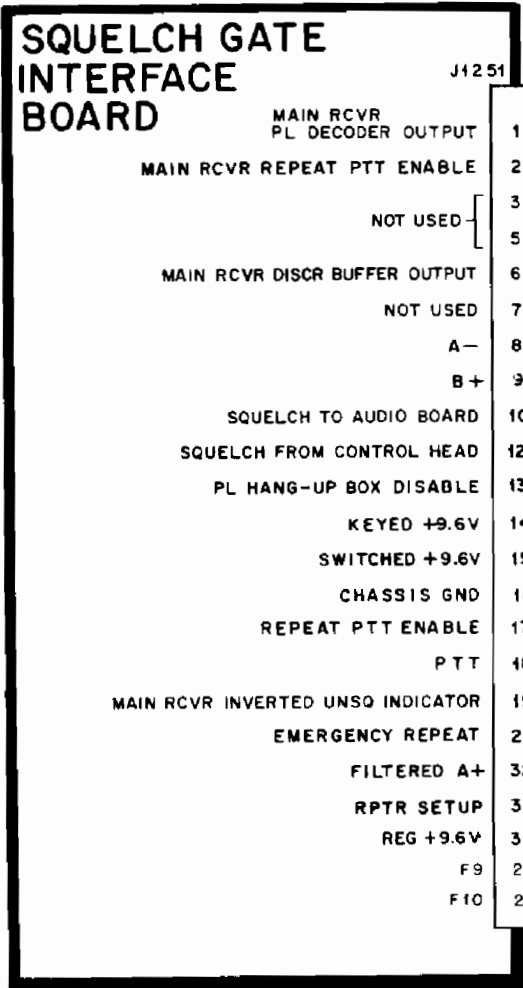 SQUELCH GATE
INTERFACE
BOARD
J1251
MAIN RCVR
PL DECODER OUTPUT 1
MAIN RCVR REPEAT PTT ENABLE 2
3
NOT USED
5
MAIN RCVR DISCR BUFFER OUTPUT 6
NOT USED 7
A- 8
B+ 9
SQUELCH TO AUDIO BOARD 10
SQUELCH FROM CONTROL HEAD 12
PL HANG-UP BOX DISABLE 13
KEYED +9.6V 14
SWITCHED +9.6V
CHASSIS GND
REPEAT PTT ENABLE 17
PTT
MAIN RCVR INVERTED UNSQ INDICATOR
EMERGENCY REPEAT
FILTERED A+
RPTR SETUP
REG +9.6V
F9
F10